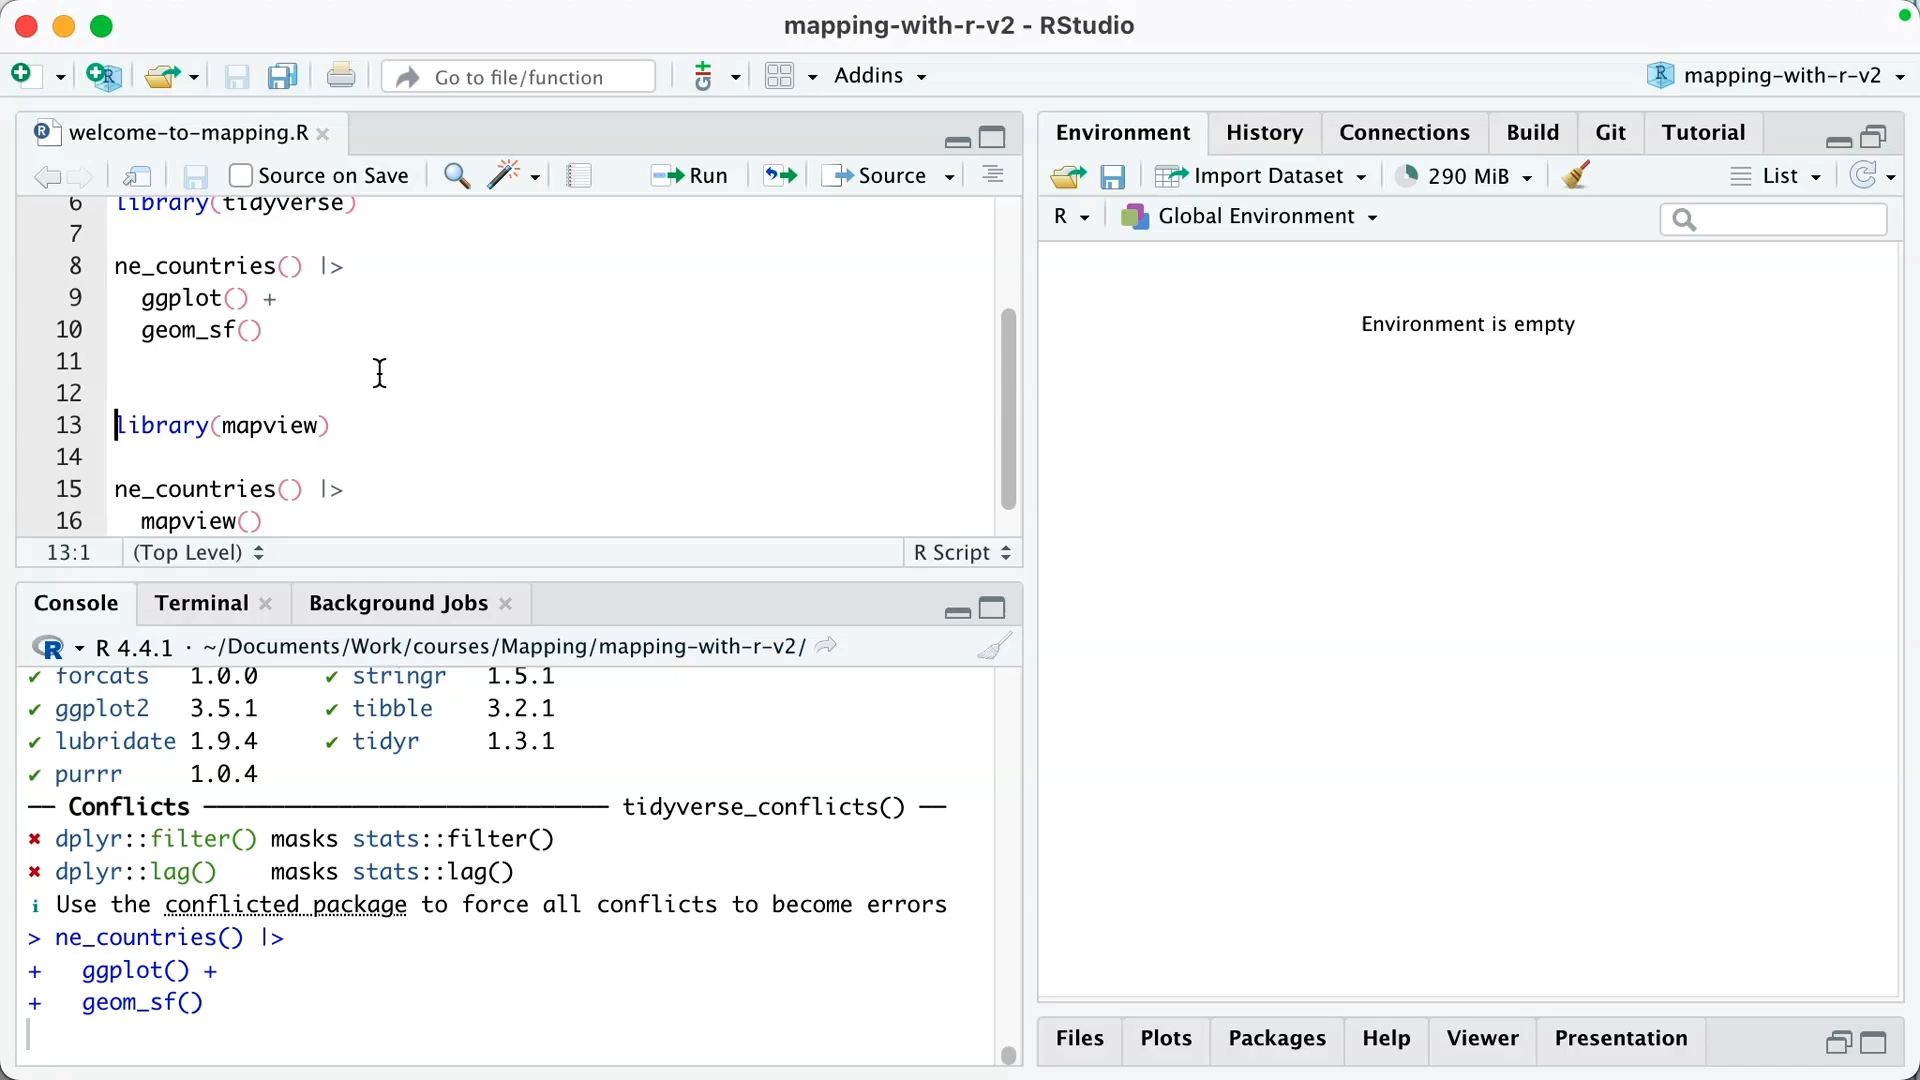 mapping-with-r-v2 - RStudio
Go to file/function
Addins
mapping-with-r-v2
welcome-to-mapping.R
Source on Save
Run
Source
6 library(tidyverse)
7
8 ne_countries() |>
9 ggplot() +
10 geom_sf()
11
12
13 library(mapview)
14
15 ne_countries() |>
16 mapview()
13:1 (Top Level) R Script
Console Terminal Background Jobs
R 4.4.1 · ~/Documents/Work/courses/Mapping/mapping-with-r-v2/
✔ forcats 1.0.0 ✔ stringr 1.5.1
✔ ggplot2 3.5.1 ✔ tibble 3.2.1
✔ lubridate 1.9.4 ✔ tidyr 1.3.1
✔ purrr 1.0.4
── Conflicts ────────────────────────────── tidyverse_conflicts() ──
✖ dplyr::filter() masks stats::filter()
✖ dplyr::lag() masks stats::lag()
ℹ Use the conflicted package to force all conflicts to become errors
> ne_countries() |>
+ ggplot() +
+ geom_sf()
Environment History Connections Build Git Tutorial
Import Dataset 290 MiB List
R Global Environment
Environment is empty
Files Plots Packages Help Viewer Presentation